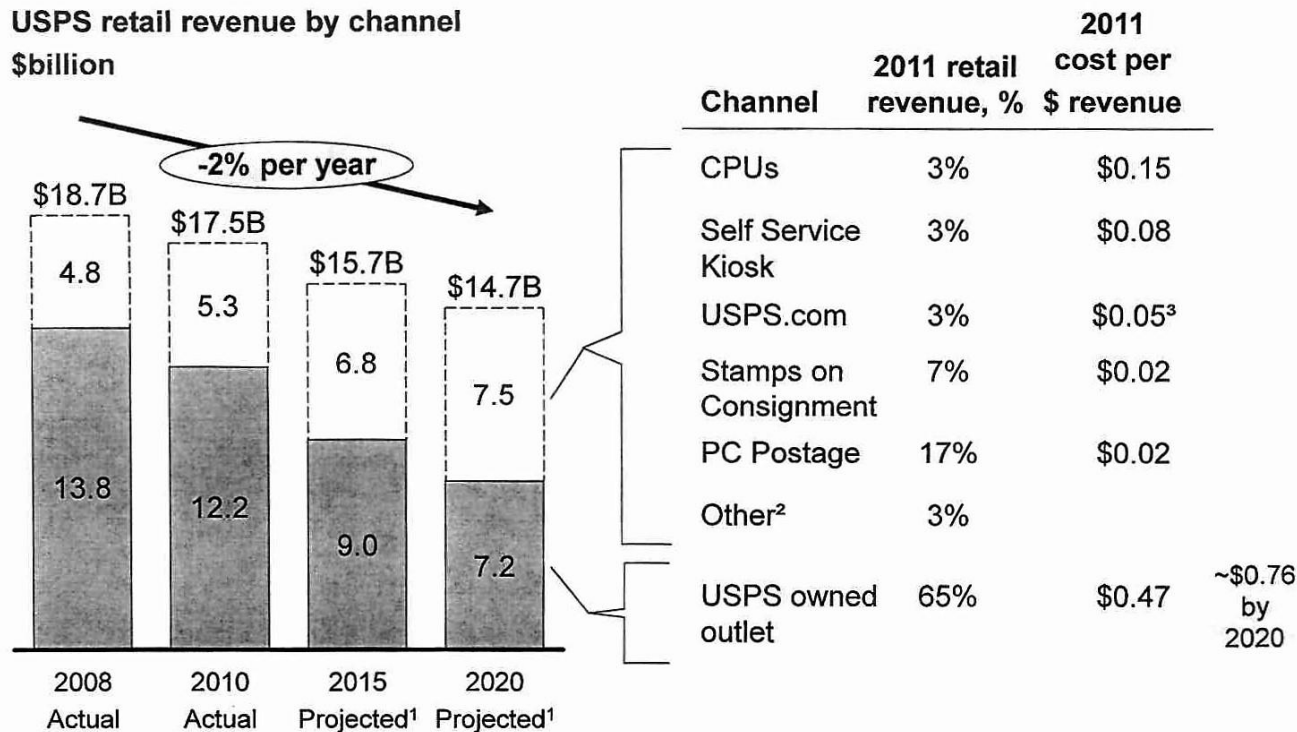 USPS retail revenue by channel
$billion
-2% per year
$18.7B
$17.5B
$15.7B
$14.7B
4.8
5.3
6.8
7.5
13.8
12.2
9.0
7.2
2008
Actual
2010
Actual
2015
Projected¹
2020
Projected¹
Channel
2011 retail
revenue, %
2011
cost per
$ revenue
CPUs 3% $0.15
Self Service
Kiosk
3% $0.08
USPS.com 3% $0.05³
Stamps on
Consignment
7% $0.02
PC Postage 17% $0.02
Other² 3%
USPS owned
outlet
65% $0.47
~$0.76
by
2020